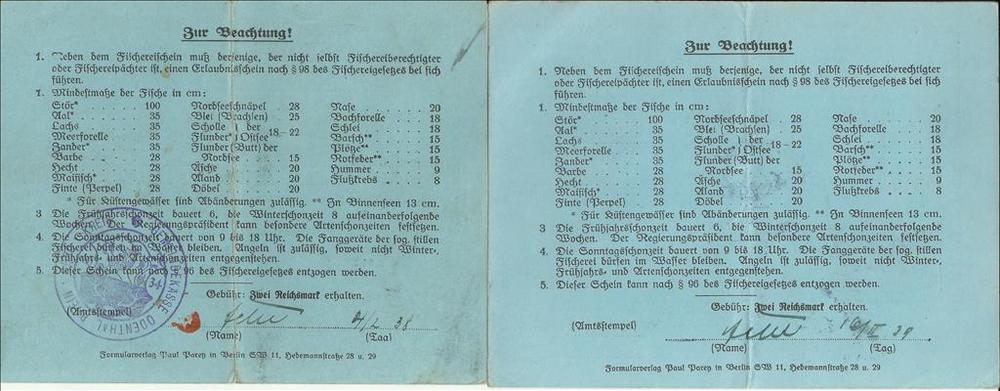 Zur Beachtung!
1. Neben dem Fischereischein muß derjenige, der nicht selbst Fischereiberechtigter
oder Fischereipächter ist, einen Erlaubnisschein nach § 98 des Fischereigesetzes bei sich
führen.
1. Mindestmaße der Fische in cm:
Stör* . . . . 100 Nordseeschnäpel 28 Nase . . . . . 20
Aal* . . . . 35 Blei (Brachsen) 25 Bachforelle . . . 18
Lachs . . . . 35 Scholle } der 18—22 Schlei . . . . . 18
Meerforelle . . 35 Flunder* } Ostsee Barsch** . . . . 15
Zander* . . . 35 Flunder (Butt) der Plötze** . . . . 15
Barbe . . . . 28 Nordsee . . 15 Rotfeder** . . . 15
Hecht . . . . 28 Äsche . . . 20 Hummer . . . . 9
Maifisch* . . 28 Aland . . . 20 Flußkrebs . . . 8
Finte (Perpel) 28 Döbel . . . 20
* Für Küstengewässer sind Abänderungen zulässig. ** In Binnenseen 13 cm.
3 Die Frühjahrsschonzeit dauert 6, die Winterschonzeit 8 aufeinanderfolgende
Wochen. Der Regierungspräsident kann besondere Artenschonzeiten festsetzen.
4. Die Sonntagsschonzeit dauert von 9 bis 18 Uhr. Die Fanggeräte der sog. stillen
Fischerei dürfen im Wasser bleiben. Angeln ist zulässig, soweit nicht Winter-,
Frühjahrs- und Artenschonzeiten entgegenstehen.
5. Dieser Schein kann nach § 96 des Fischereigesetzes entzogen werden.
Gebühr: Zwei Reichsmark erhalten.
(Amtsstempel)
ODENTHAL
38
(Name) (Tag)
Formularverlag Paul Parey in Berlin SW 11, Hedemannstraße 28 u. 29
Zur Beachtung!
1. Neben dem Fischereischein muß derjenige, der nicht selbst Fischereiberechtigter
oder Fischereipächter ist, einen Erlaubnisschein nach § 98 des Fischereigesetzes bei sich
führen.
1. Mindestmaße der Fische in cm:
Stör* . . . . 100 Nordseeschnäpel 28 Nase . . . . . 20
Aal* . . . . 35 Blei (Brachsen) 25 Bachforelle . . . 18
Lachs . . . . 35 Scholle } der 18—22 Schlei . . . . . 18
Meerforelle . . 35 Flunder* } Ostsee Barsch** . . . . 15
Zander* . . . 35 Flunder (Butt) der Plötze** . . . . 15
Barbe . . . . 28 Nordsee . . 15 Rotfeder** . . . 15
Hecht . . . . 28 Äsche . . . 20 Hummer . . . . 9
Maifisch* . . 28 Aland . . . 20 Flußkrebs . . . 8
Finte (Perpel) 28 Döbel . . . 20
* Für Küstengewässer sind Abänderungen zulässig. ** In Binnenseen 13 cm.
3 Die Frühjahrsschonzeit dauert 6, die Winterschonzeit 8 aufeinanderfolgende
Wochen. Der Regierungspräsident kann besondere Artenschonzeiten festsetzen.
4. Die Sonntagsschonzeit dauert von 9 bis 18 Uhr. Die Fanggeräte der sog. stillen
Fischerei dürfen im Wasser bleiben. Angeln ist zulässig, soweit nicht Winter-,
Frühjahrs- und Artenschonzeiten entgegenstehen.
5. Dieser Schein kann nach § 96 des Fischereigesetzes entzogen werden.
Gebühr: Zwei Reichsmark erhalten.
(Amtsstempel)
39
(Name) (Tag)
Formularverlag Paul Parey in Berlin SW 11, Hedemannstraße 28 u. 29